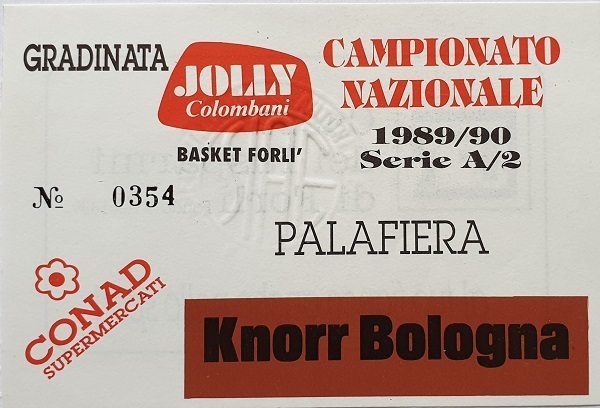 GRADINATA
JOLLY
Colombani
BASKET FORLI'
CAMPIONATO
NAZIONALE
1989/90
Serie A/2
№ 0354
PALAFIERA
CONAD
SUPERMERCATI
Knorr Bologna